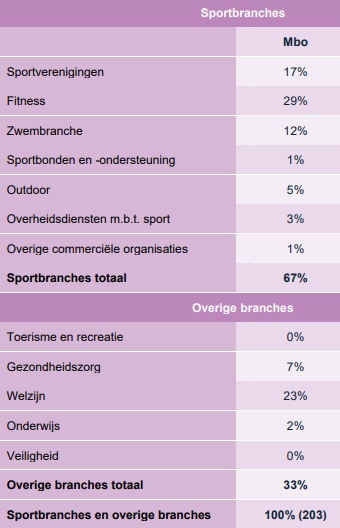 Sportbranches
Mbo
Sportverenigingen 17%
Fitness 29%
Zwembranche 12%
Sportbonden en -ondersteuning 1%
Outdoor 5%
Overheidsdiensten m.b.t. sport 3%
Overige commerciële organisaties 1%
Sportbranches totaal 67%
Overige branches
Toerisme en recreatie 0%
Gezondheidszorg 7%
Welzijn 23%
Onderwijs 2%
Veiligheid 0%
Overige branches totaal 33%
Sportbranches en overige branches 100% (203)